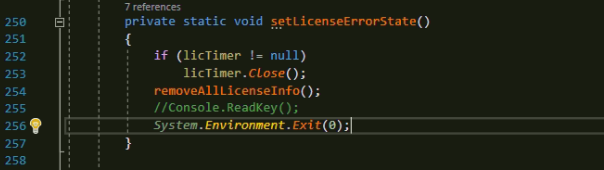 7 references
250 private static void setLicenseErrorState()
251 {
252 if (licTimer != null)
253 licTimer.Close();
254 removeAllLicenseInfo();
255 //Console.ReadKey();
256 System.Environment.Exit(0);
257 }
258